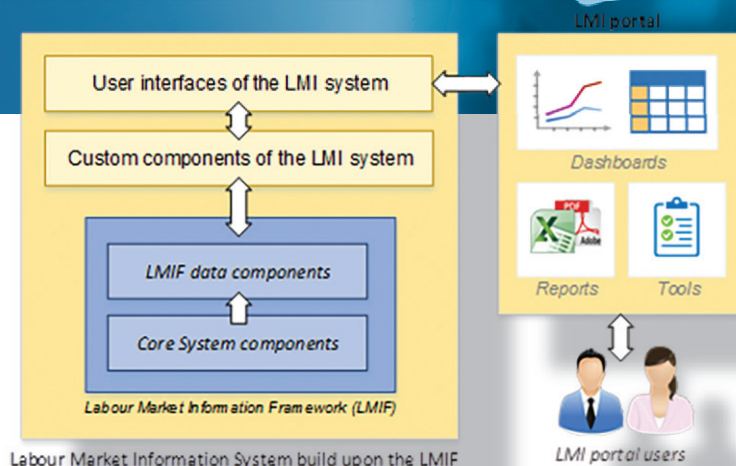 LMI portal
User interfaces of the LMI system
Custom components of the LMI system
LMIF data components
Core System components
Labour Market Information Framework (LMIF)
Labour Market Information System build upon the LMIF
Dashboards
PDF
Adobe
Reports
Tools
LMI portal users